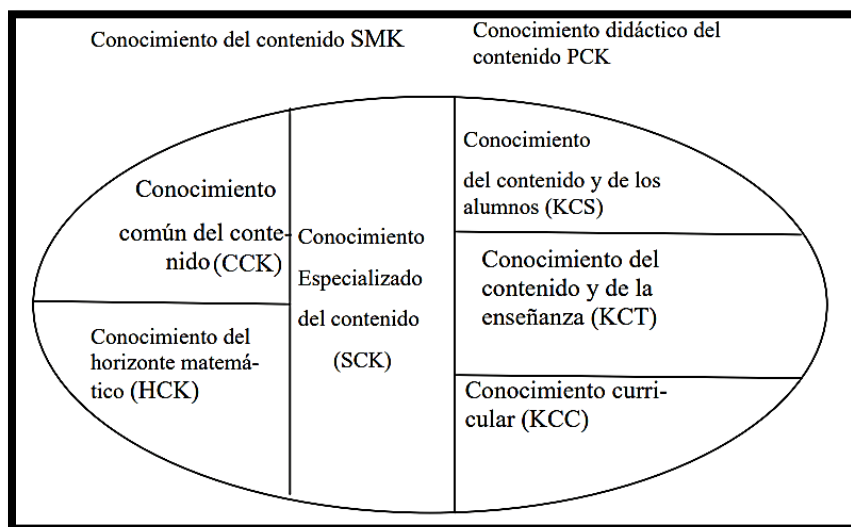 Conocimiento del contenido SMK
Conocimiento didáctico del
contenido PCK
Conocimiento
común del conte-
nido (CCK)
Conocimiento del
horizonte matemá-
tico (HCK)
Conocimiento
Especializado
del contenido
(SCK)
Conocimiento
del contenido y de los
alumnos (KCS)
Conocimiento del
contenido y de la
enseñanza (KCT)
Conocimiento curri-
cular (KCC)